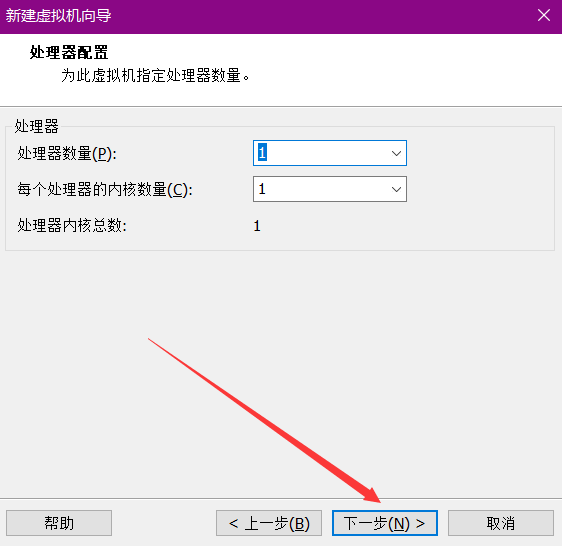 新建虚拟机向导
处理器配置
为此虚拟机指定处理器数量。
处理器
处理器数量(P): 1
每个处理器的内核数量(C): 1
处理器内核总数: 1
帮助 < 上一步(B) 下一步(N) > 取消